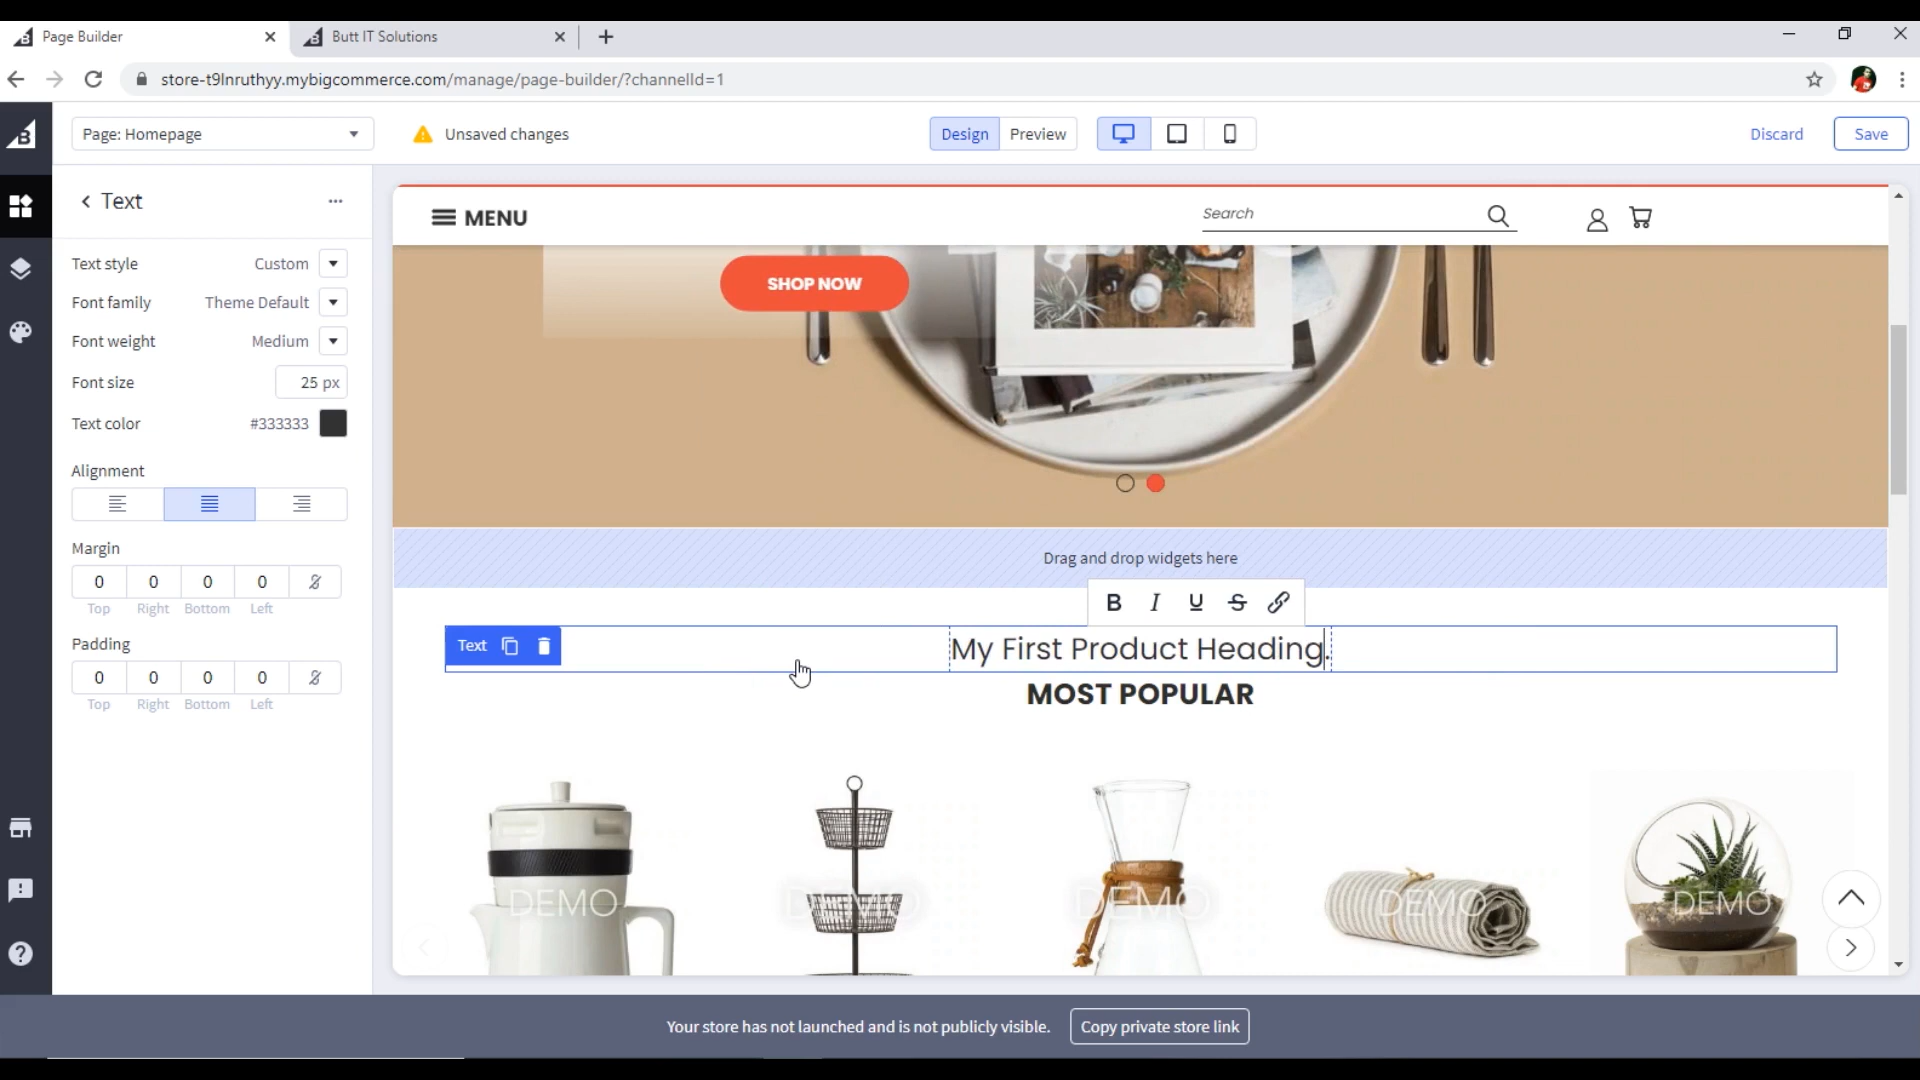 Page Builder
Butt IT Solutions
store-t9lnruthyy.mybigcommerce.com/manage/page-builder/?channelId=1
Page: Homepage
Unsaved changes
Design
Preview
Discard
Save
Text
Text style
Custom
Font family
Theme Default
Font weight
Medium
Font size
25 px
Text color
#333333
Alignment
Margin
0 0 0 0
Top Right Bottom Left
Padding
0 0 0 0
Top Right Bottom Left
MENU
Search
SHOP NOW
Drag and drop widgets here
B I U S
Text
My First Product Heading.
MOST POPULAR
DEMO
DEMO
DEMO
DEMO
DEMO
Your store has not launched and is not publicly visible.
Copy private store link